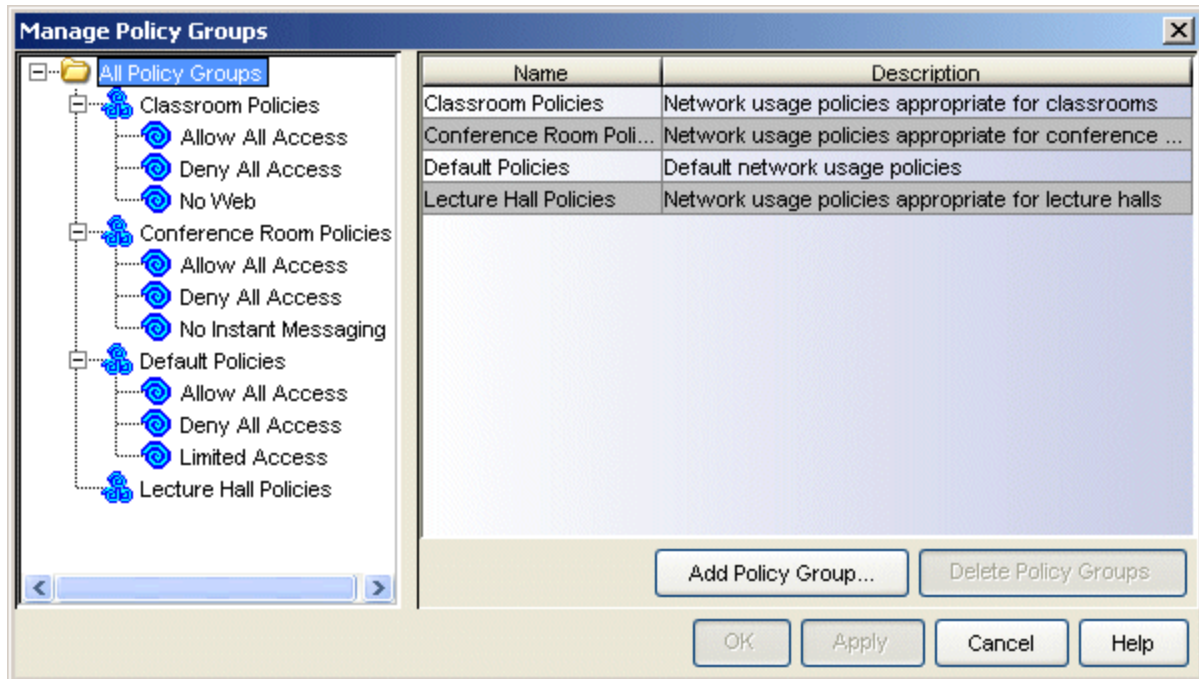 Manage Policy Groups
All Policy Groups
Classroom Policies
Allow All Access
Deny All Access
No Web
Conference Room Policies
Allow All Access
Deny All Access
No Instant Messaging
Default Policies
Allow All Access
Deny All Access
Limited Access
Lecture Hall Policies
Name Description
Classroom Policies Network usage policies appropriate for classrooms
Conference Room Poli... Network usage policies appropriate for conference ...
Default Policies Default network usage policies
Lecture Hall Policies Network usage policies appropriate for lecture halls
Add Policy Group... Delete Policy Groups
OK Apply Cancel Help